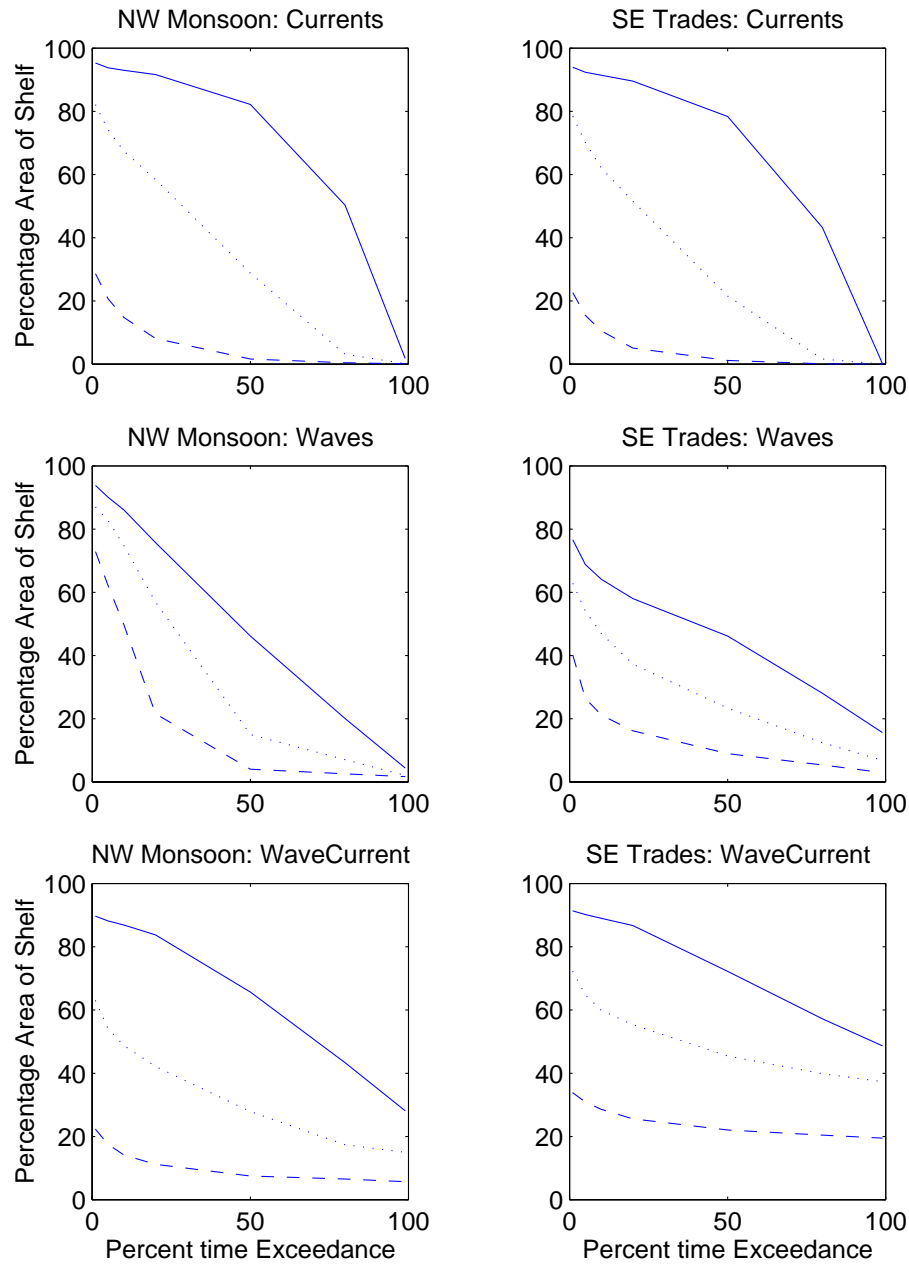 NW Monsoon: Currents
100
80
60
40
20
0
0 50 100
Percentage Area of Shelf
SE Trades: Currents
100
80
60
40
20
0
0 50 100
NW Monsoon: Waves
100
80
60
40
20
0
0 50 100
Percentage Area of Shelf
SE Trades: Waves
100
80
60
40
20
0
0 50 100
NW Monsoon: WaveCurrent
100
80
60
40
20
0
0 50 100
Percentage Area of Shelf
Percent time Exceedance
SE Trades: WaveCurrent
100
80
60
40
20
0
0 50 100
Percent time Exceedance